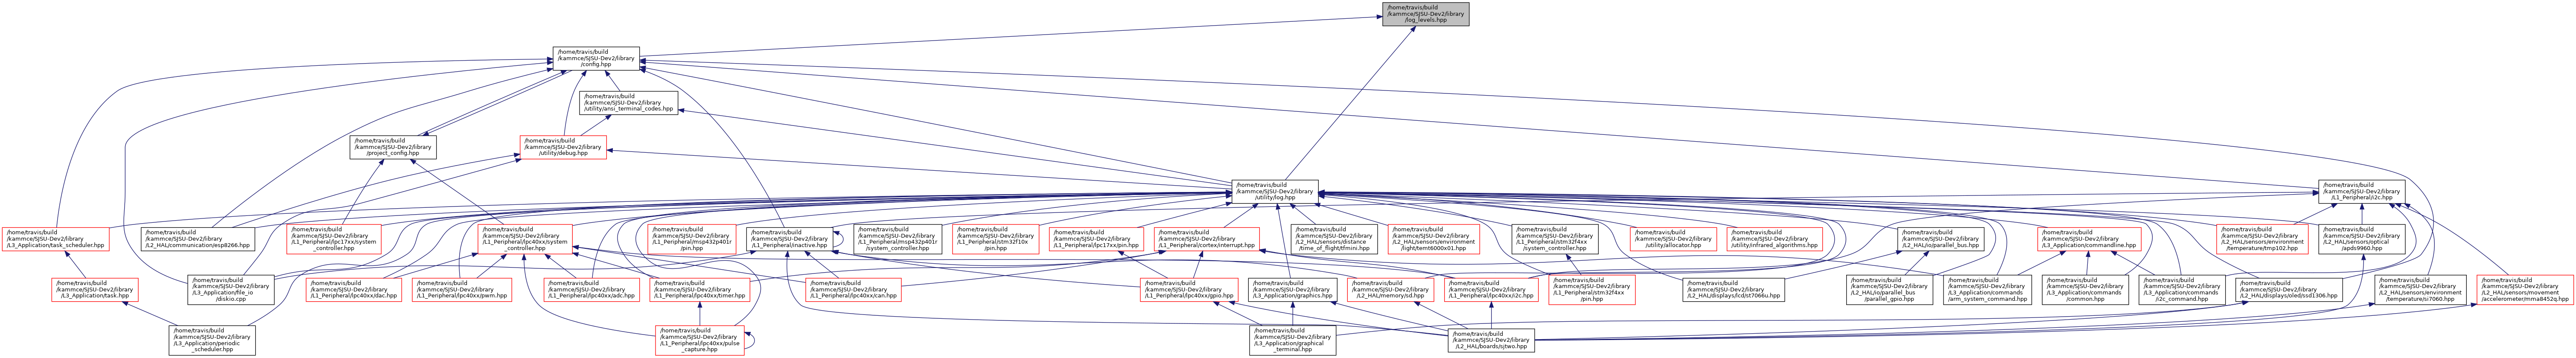 /home/travis/build
/kammce/SJSU-Dev2/library
/log_levels.hpp
/home/travis/build
/kammce/SJSU-Dev2/library
/config.hpp
/home/travis/build
/kammce/SJSU-Dev2/library
/utility/ansi_terminal_codes.hpp
/home/travis/build
/kammce/SJSU-Dev2/library
/project_config.hpp
/home/travis/build
/kammce/SJSU-Dev2/library
/utility/debug.hpp
/home/travis/build
/kammce/SJSU-Dev2/library
/utility/log.hpp
/home/travis/build
/kammce/SJSU-Dev2/library
/L1_Peripheral/i2c.hpp
/home/travis/build
/kammce/SJSU-Dev2/library
/L3_Application/task_scheduler.hpp
/home/travis/build
/kammce/SJSU-Dev2/library
/L2_HAL/communication/esp8266.hpp
/home/travis/build
/kammce/SJSU-Dev2/library
/L1_Peripheral/lpc17xx/system
_controller.hpp
/home/travis/build
/kammce/SJSU-Dev2/library
/L1_Peripheral/lpc40xx/system
_controller.hpp
/home/travis/build
/kammce/SJSU-Dev2/library
/L1_Peripheral/msp432p401r
/pin.hpp
/home/travis/build
/kammce/SJSU-Dev2/library
/L1_Peripheral/inactive.hpp
/home/travis/build
/kammce/SJSU-Dev2/library
/L1_Peripheral/msp432p401r
/system_controller.hpp
/home/travis/build
/kammce/SJSU-Dev2/library
/L1_Peripheral/stm32f10x
/pin.hpp
/home/travis/build
/kammce/SJSU-Dev2/library
/L1_Peripheral/lpc17xx/pin.hpp
/home/travis/build
/kammce/SJSU-Dev2/library
/L1_Peripheral/cortex/interrupt.hpp
/home/travis/build
/kammce/SJSU-Dev2/library
/L2_HAL/sensors/distance
/time_of_flight/tfmini.hpp
/home/travis/build
/kammce/SJSU-Dev2/library
/L2_HAL/sensors/environment
/light/temt6000x01.hpp
/home/travis/build
/kammce/SJSU-Dev2/library
/L1_Peripheral/stm32f4xx
/system_controller.hpp
/home/travis/build
/kammce/SJSU-Dev2/library
/utility/allocator.hpp
/home/travis/build
/kammce/SJSU-Dev2/library
/utility/infrared_algorithms.hpp
/home/travis/build
/kammce/SJSU-Dev2/library
/L2_HAL/io/parallel_bus.hpp
/home/travis/build
/kammce/SJSU-Dev2/library
/L3_Application/commandline.hpp
/home/travis/build
/kammce/SJSU-Dev2/library
/L2_HAL/sensors/environment
/temperature/tmp102.hpp
/home/travis/build
/kammce/SJSU-Dev2/library
/L2_HAL/sensors/optical
/apds9960.hpp
/home/travis/build
/kammce/SJSU-Dev2/library
/L3_Application/task.hpp
/home/travis/build
/kammce/SJSU-Dev2/library
/L3_Application/file_io
/diskio.cpp
/home/travis/build
/kammce/SJSU-Dev2/library
/L1_Peripheral/lpc40xx/dac.hpp
/home/travis/build
/kammce/SJSU-Dev2/library
/L1_Peripheral/lpc40xx/pwm.hpp
/home/travis/build
/kammce/SJSU-Dev2/library
/L1_Peripheral/lpc40xx/adc.hpp
/home/travis/build
/kammce/SJSU-Dev2/library
/L1_Peripheral/lpc40xx/timer.hpp
/home/travis/build
/kammce/SJSU-Dev2/library
/L1_Peripheral/lpc40xx/can.hpp
/home/travis/build
/kammce/SJSU-Dev2/library
/L1_Peripheral/lpc40xx/gpio.hpp
/home/travis/build
/kammce/SJSU-Dev2/library
/L3_Application/graphics.hpp
/home/travis/build
/kammce/SJSU-Dev2/library
/L2_HAL/memory/sd.hpp
/home/travis/build
/kammce/SJSU-Dev2/library
/L1_Peripheral/lpc40xx/i2c.hpp
/home/travis/build
/kammce/SJSU-Dev2/library
/L1_Peripheral/stm32f4xx
/pin.hpp
/home/travis/build
/kammce/SJSU-Dev2/library
/L2_HAL/displays/lcd/st7066u.hpp
/home/travis/build
/kammce/SJSU-Dev2/library
/L2_HAL/io/parallel_bus
/parallel_gpio.hpp
/home/travis/build
/kammce/SJSU-Dev2/library
/L3_Application/commands
/arm_system_command.hpp
/home/travis/build
/kammce/SJSU-Dev2/library
/L3_Application/commands
/common.hpp
/home/travis/build
/kammce/SJSU-Dev2/library
/L3_Application/commands
/i2c_command.hpp
/home/travis/build
/kammce/SJSU-Dev2/library
/L2_HAL/displays/oled/ssd1306.hpp
/home/travis/build
/kammce/SJSU-Dev2/library
/L2_HAL/sensors/environment
/temperature/si7060.hpp
/home/travis/build
/kammce/SJSU-Dev2/library
/L2_HAL/sensors/movement
/accelerometer/mma8452q.hpp
/home/travis/build
/kammce/SJSU-Dev2/library
/L3_Application/periodic
_scheduler.hpp
/home/travis/build
/kammce/SJSU-Dev2/library
/L1_Peripheral/lpc40xx/pulse
_capture.hpp
/home/travis/build
/kammce/SJSU-Dev2/library
/L3_Application/graphical
_terminal.hpp
/home/travis/build
/kammce/SJSU-Dev2/library
/L2_HAL/boards/sjtwo.hpp